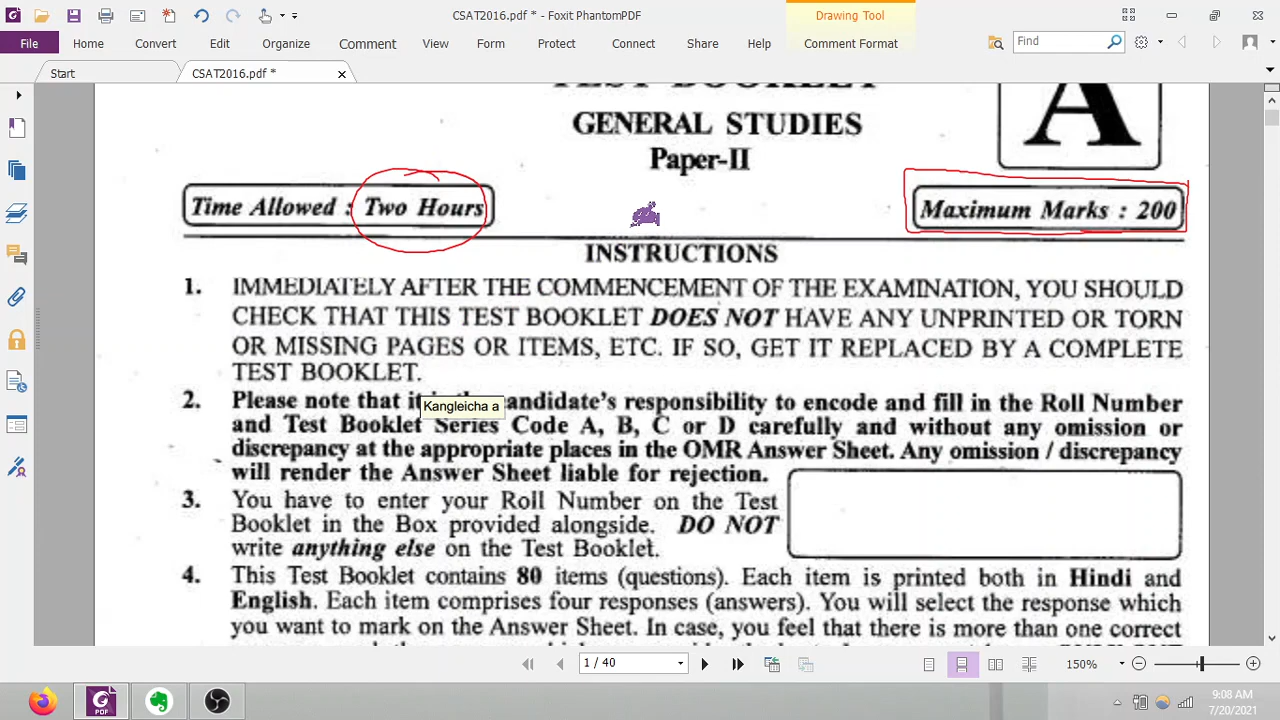 CSAT2016.pdf * - Foxit PhantomPDF
Drawing Tool
File Home Convert Edit Organize Comment View Form Protect Connect Share Help Comment Format
Find
Start
CSAT2016.pdf *
TEST BOOKLET
GENERAL STUDIES
A
Paper-II
Time Allowed : Two Hours
Maximum Marks : 200
INSTRUCTIONS
1. IMMEDIATELY AFTER THE COMMENCEMENT OF THE EXAMINATION, YOU SHOULD
CHECK THAT THIS TEST BOOKLET DOES NOT HAVE ANY UNPRINTED OR TORN
OR MISSING PAGES OR ITEMS, ETC. IF SO, GET IT REPLACED BY A COMPLETE
TEST BOOKLET.
2. Please note that it candidate's responsibility to encode and fill in the Roll Number
Kangleicha a
and Test Booklet Series Code A, B, C or D carefully and without any omission or
discrepancy at the appropriate places in the OMR Answer Sheet. Any omission / discrepancy
will render the Answer Sheet liable for rejection.
3. You have to enter your Roll Number on the Test
Booklet in the Box provided alongside. DO NOT
write anything else on the Test Booklet.
4. This Test Booklet contains 80 items (questions). Each item is printed both in Hindi and
English. Each item comprises four responses (answers). You will select the response which
you want to mark on the Answer Sheet. In case, you feel that there is more than one correct
1 / 40
150%
PDF
9:08 AM
7/20/2021